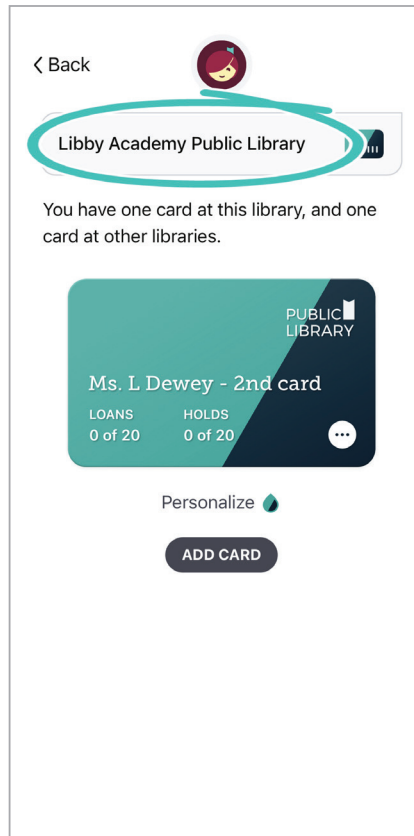 Back
Libby Academy Public Library
You have one card at this library, and one
card at other libraries.
PUBLIC
LIBRARY
Ms. L Dewey - 2nd card
LOANS HOLDS
0 of 20 0 of 20
Personalize
ADD CARD